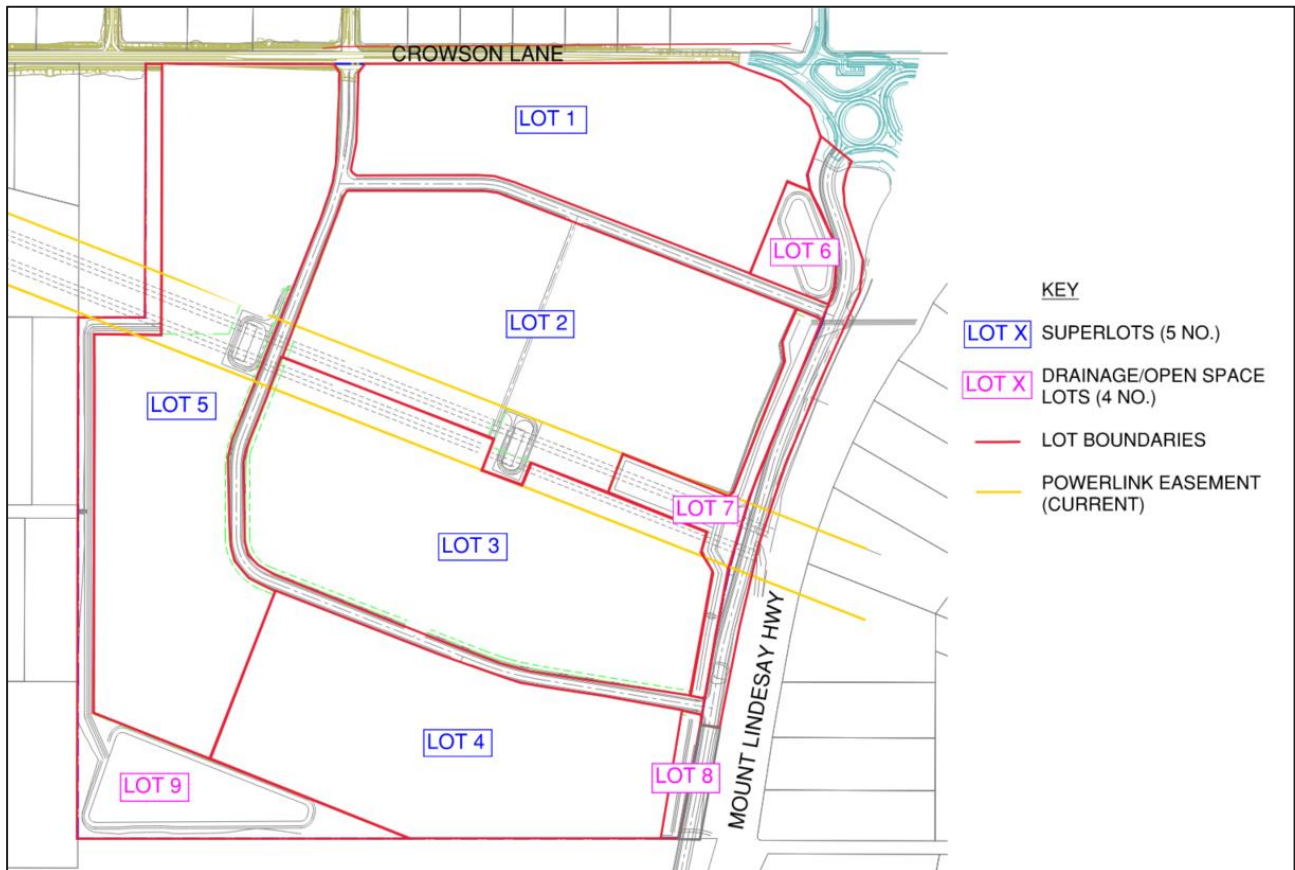 CROWSON LANE
LOT 1
LOT 6
LOT 2
LOT 5
LOT 7
LOT 3
LOT 4
LOT 8
LOT 9
MOUNT LINDESAY HWY
KEY
LOT X SUPERLOTS (5 NO.)
LOT X DRAINAGE/OPEN SPACE
LOTS (4 NO.)
LOT BOUNDARIES
POWERLINK EASEMENT
(CURRENT)